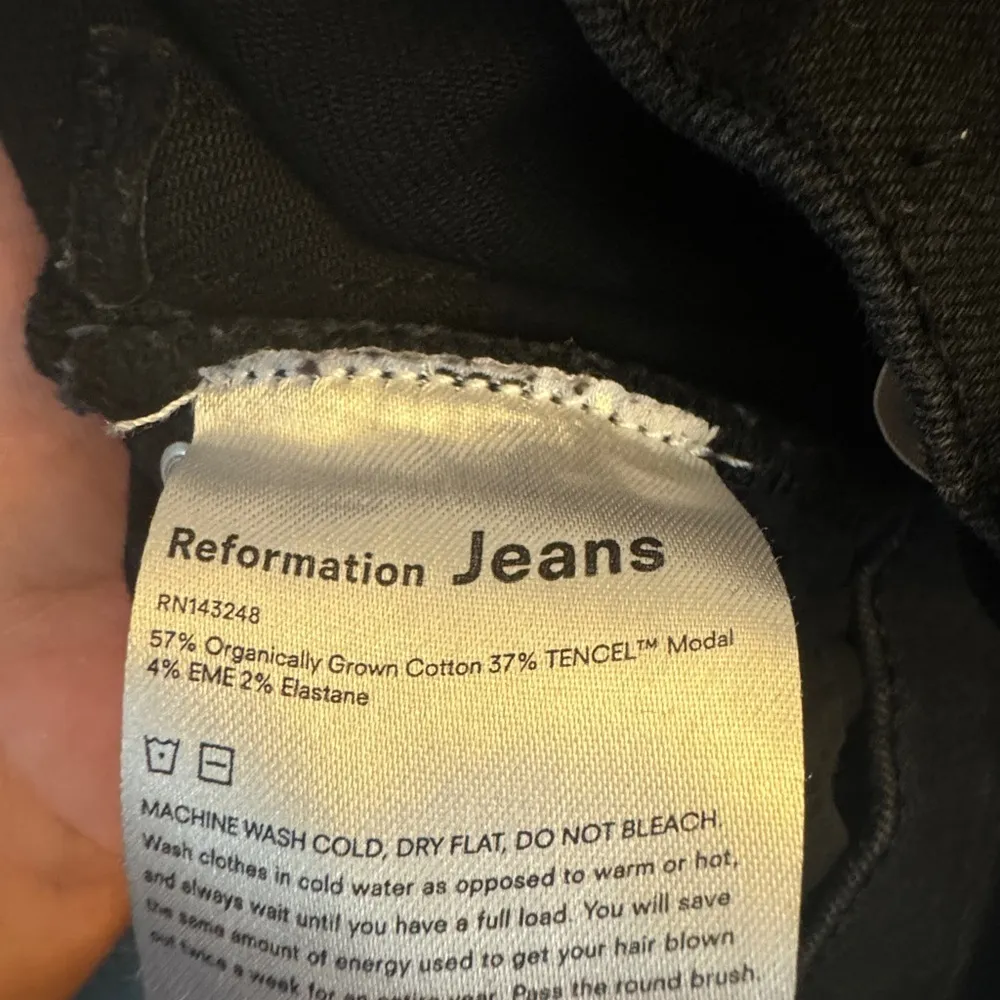 Reformation Jeans
RN143248
57% Organically Grown Cotton 37% TENCEL™ Modal
4% EME 2% Elastane
MACHINE WASH COLD, DRY FLAT, DO NOT BLEACH.
Wash clothes in cold water as opposed to warm or hot,
and always wait until you have a full load. You will save
the same amount of energy used to get your hair blown
out twice a week for an entire year. Pass the round brush.